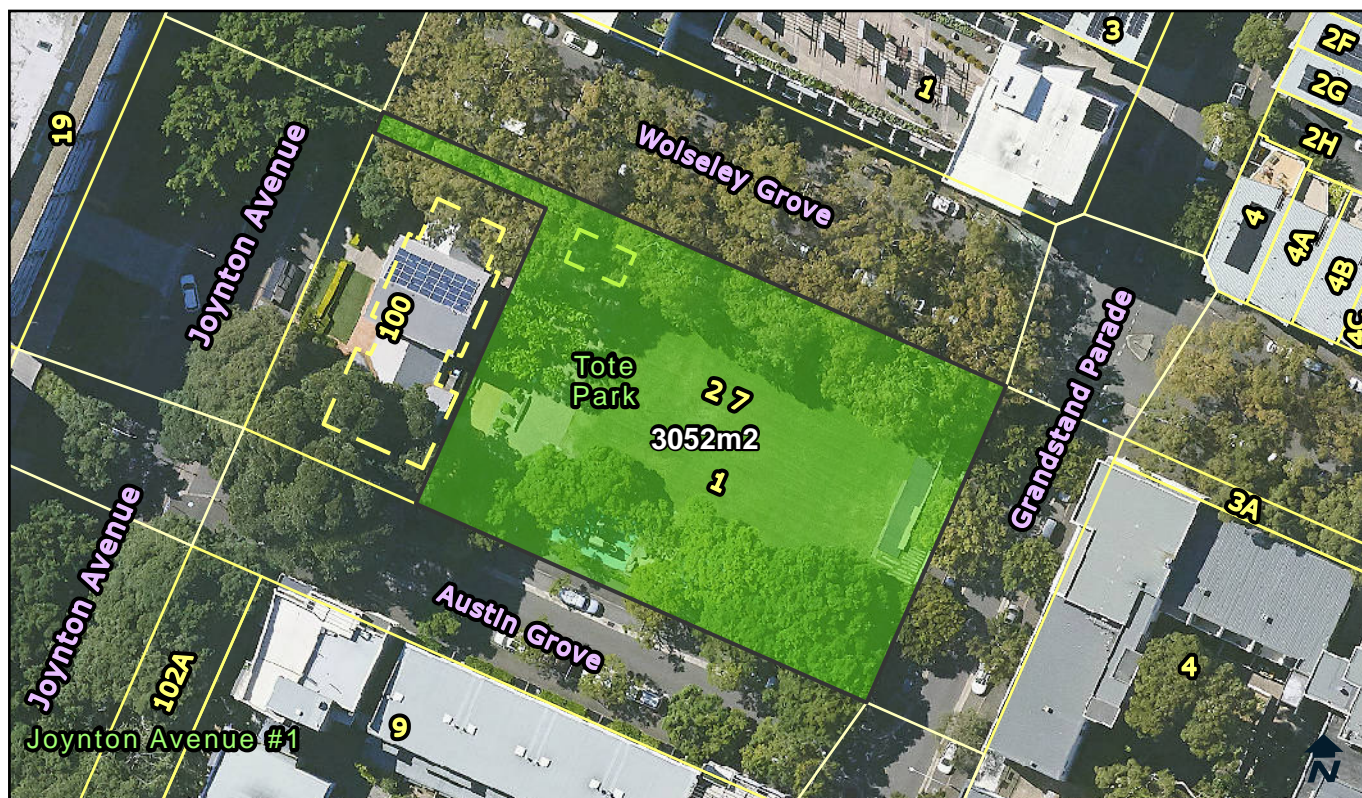 3
2F
2G
2H
1
19
Joynton Avenue
Wolseley Grove
4
4A
4B
4C
100
Tote
Park
2 7
3052m2
1
Grandstand Parade
3A
Joynton Avenue
Austin Grove
102A
4
9
Joynton Avenue #1
N